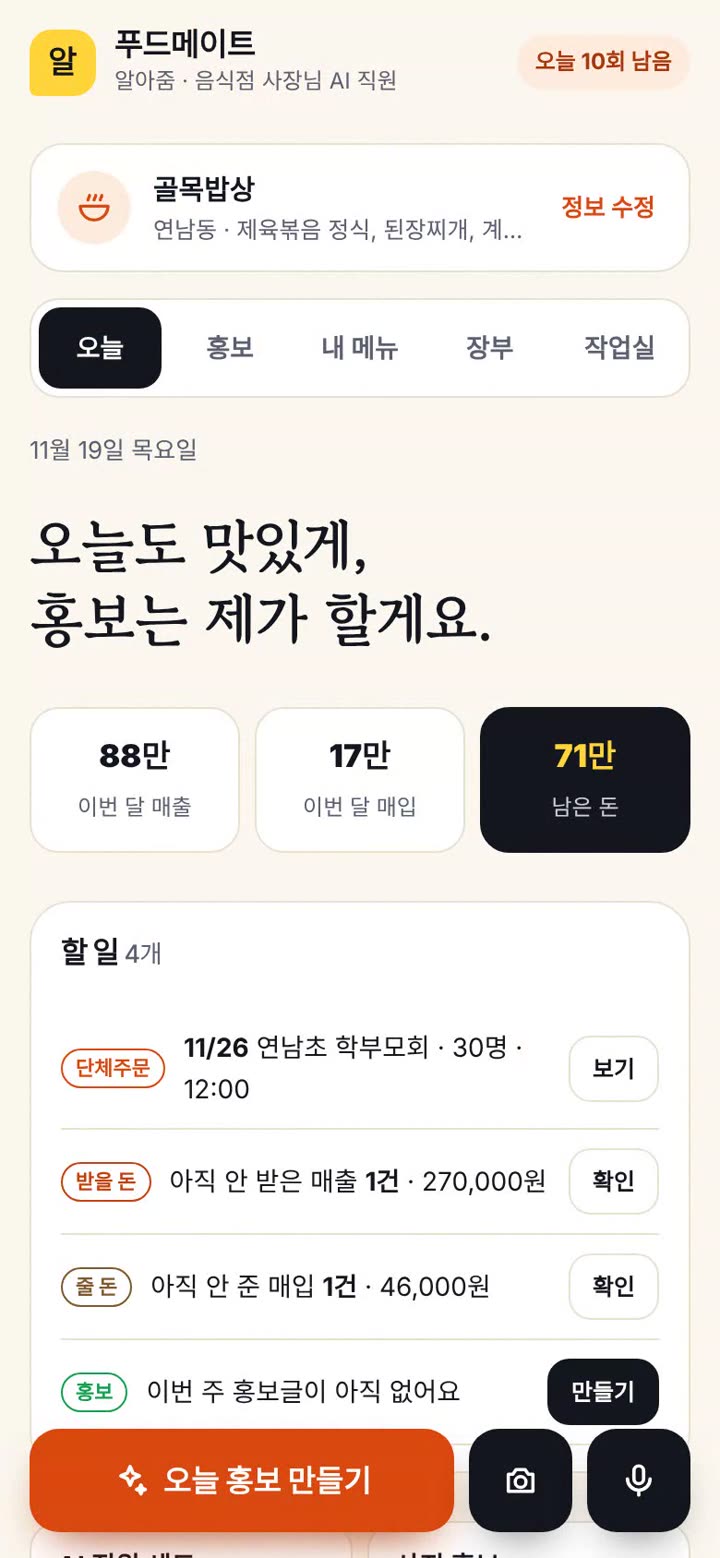 알
푸드메이트
알아줌 · 음식점 사장님 AI 직원
오늘 10회 남음
골목밥상
연남동 · 제육볶음 정식, 된장찌개, 계...
정보 수정
오늘
홍보
내 메뉴
장부
작업실
11월 19일 목요일
오늘도 맛있게,
홍보는 제가 할게요.
88만
이번 달 매출
17만
이번 달 매입
71만
남은 돈
할 일 4개
단체주문
11/26 연남초 학부모회 · 30명 ·
12:00
보기
받을 돈
아직 안 받은 매출 1건 · 270,000원
확인
줄 돈
아직 안 준 매입 1건 · 46,000원
확인
홍보
이번 주 홍보글이 아직 없어요
만들기
오늘 홍보 만들기